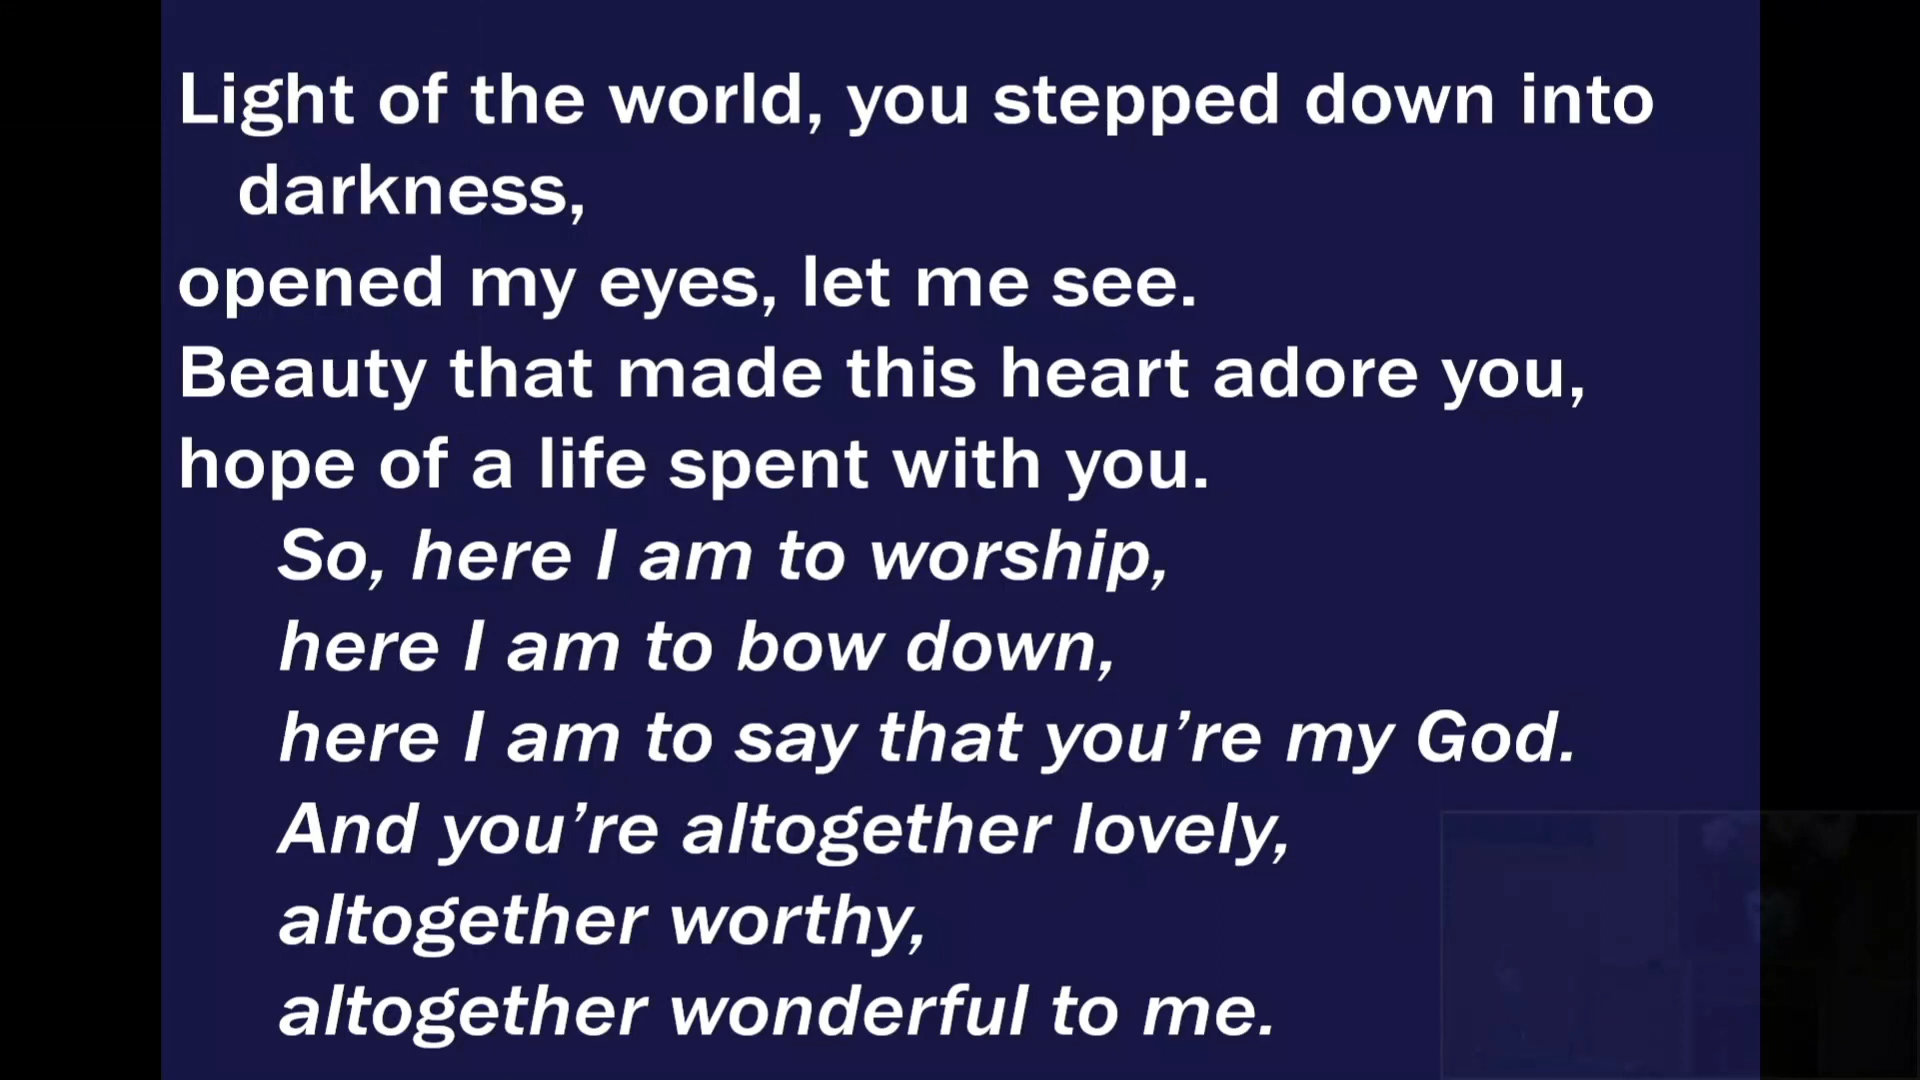 Light of the world, you stepped down into
darkness,
opened my eyes, let me see.
Beauty that made this heart adore you,
hope of a life spent with you.
So, here I am to worship,
here I am to bow down,
here I am to say that you’re my God.
And you’re altogether lovely,
altogether worthy,
altogether wonderful to me.